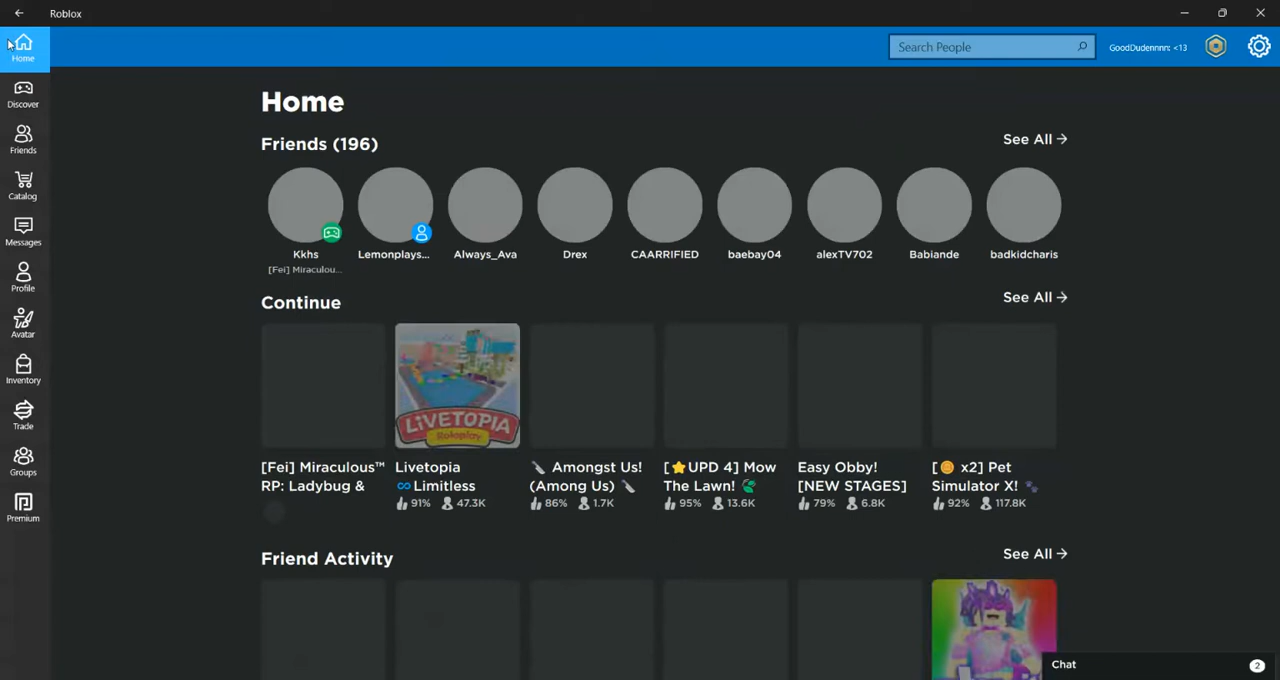 Roblox
Home
Search People
GoodDudennnn: <13
Discover
Friends
Catalog
Messages
Profile
Avatar
Inventory
Trade
Groups
Premium
Home
Friends (196)
See All
Kkhs
Lemonplays...
Always_Ava
Drex
CAARRIFIED
baebay04
alexTV702
Babiande
badkidcharis
[Fei] Miraculou...
Continue
See All
LIVETOPIA
Roleplay
[Fei] Miraculous™ RP: Ladybug &
Livetopia ∞Limitless
🔪 Amongst Us! (Among Us) 🔪
[⭐UPD 4] Mow The Lawn! 🌿
Easy Obby! [NEW STAGES]
[🪙 x2] Pet Simulator X! 🐾
91% 47.3K
86% 1.7K
95% 13.6K
79% 6.8K
92% 117.8K
Friend Activity
See All
Chat
2